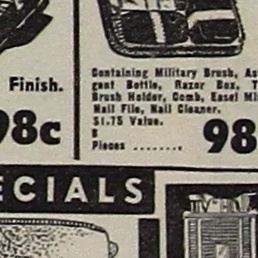 Finish.
98c
Containing Military Brush, As
gent Bottle, Razor Box, T
Brush Holder, Comb, Easel Mi
Nail File, Nail Cleaner.
$1.75 Value.
8
Pieces ........ 98
ECIALS